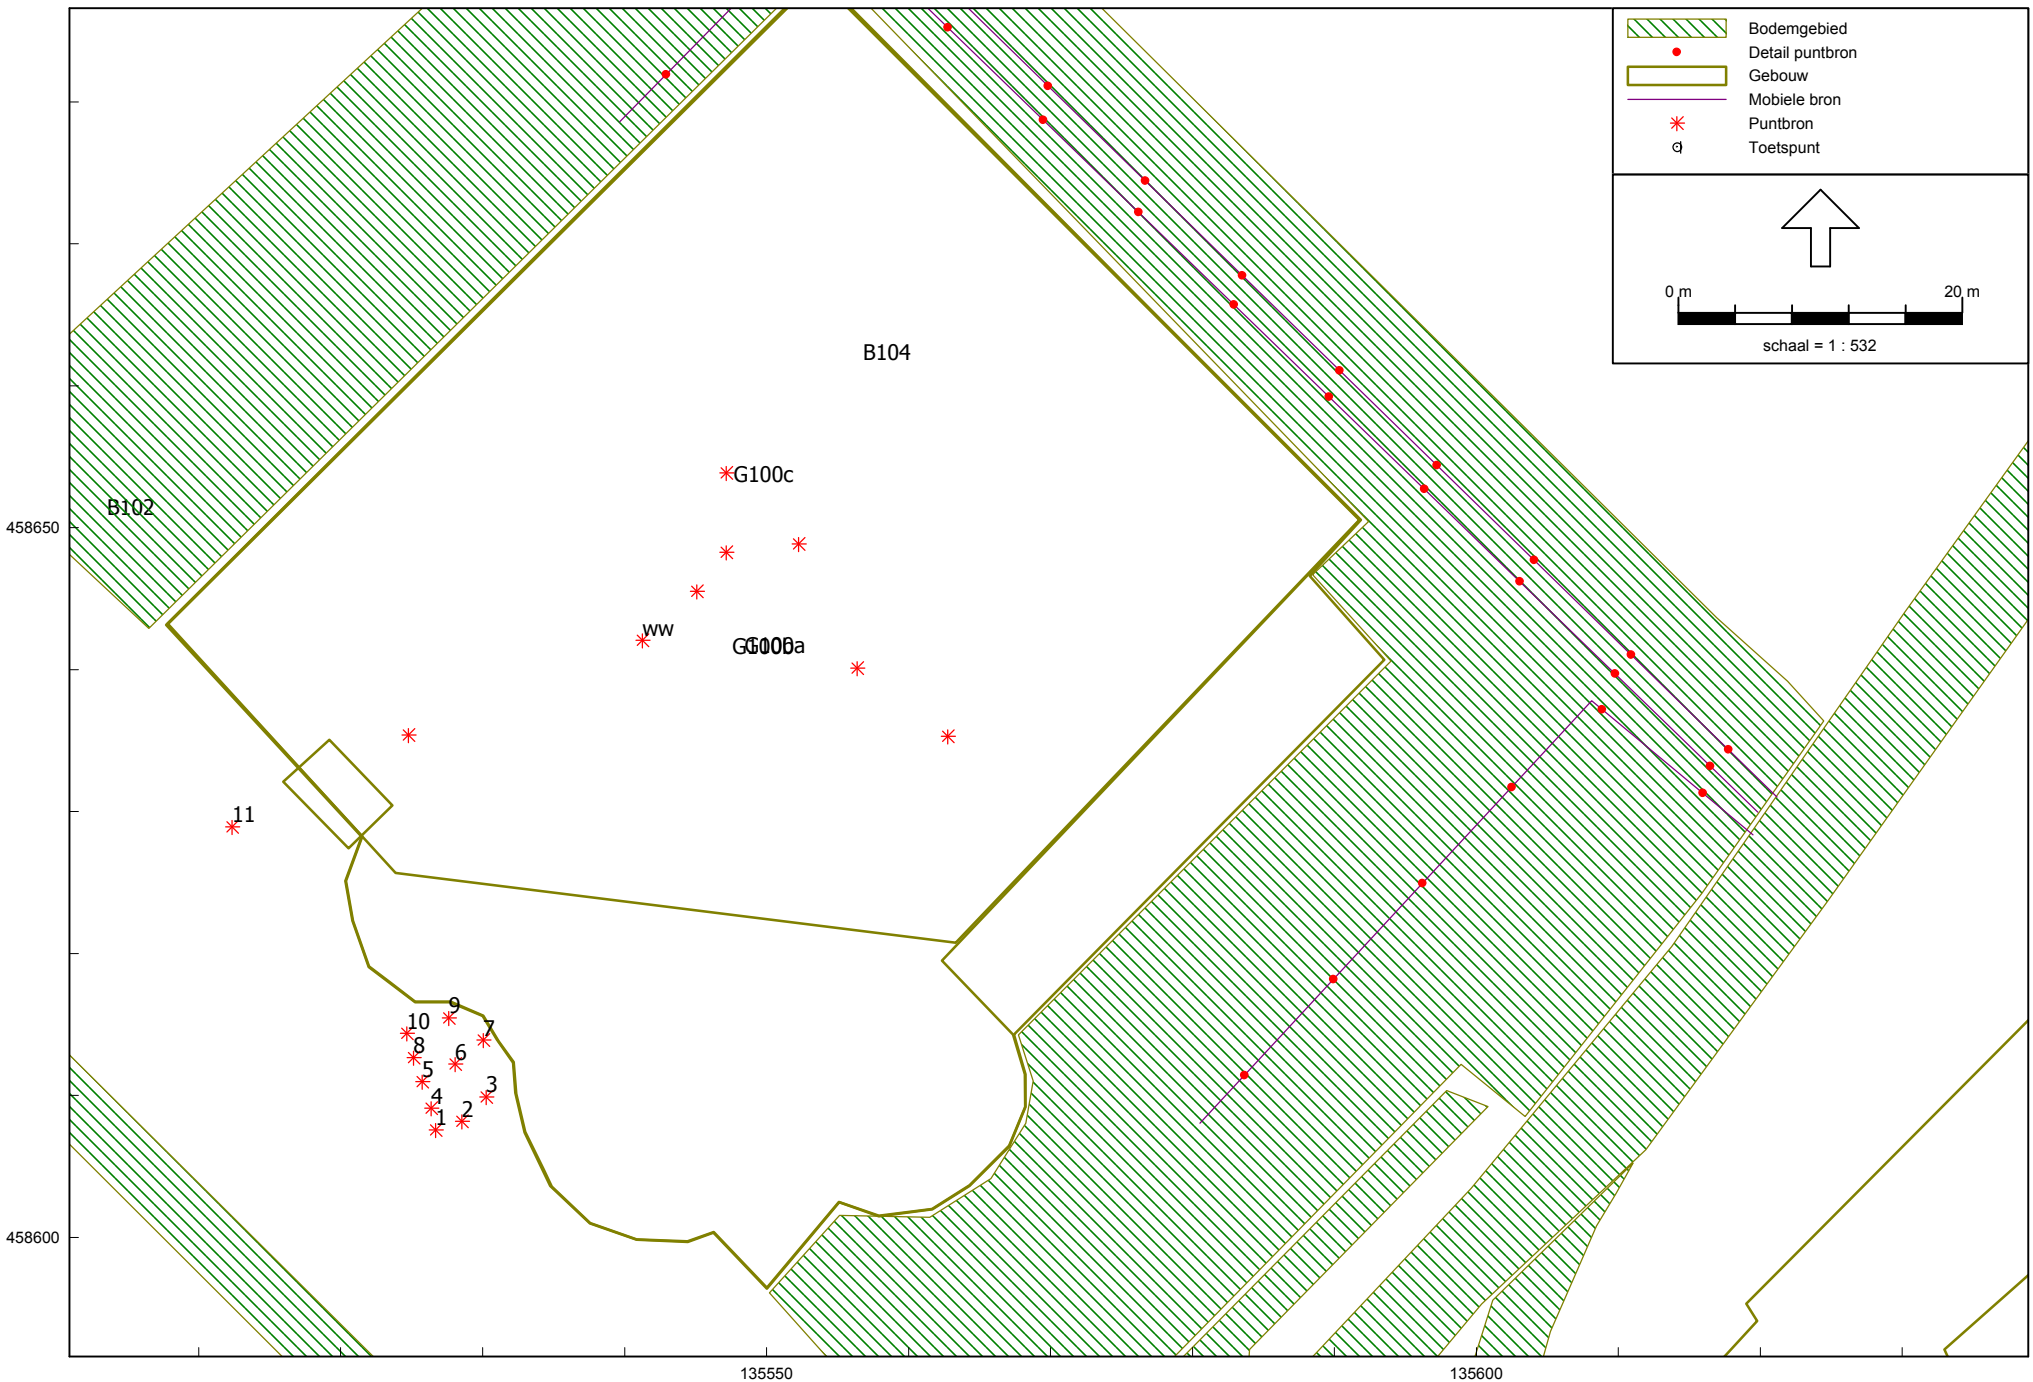 Bodemgebied
Detail puntbron
Gebouw
Mobiele bron
Puntbron
Toetspunt
0 m 20 m
schaal = 1 : 532
B104
G100c
B102
458650
ww
G100a
11
9
10
7
8
6
5
3
4
2
1
458600
135550 135600